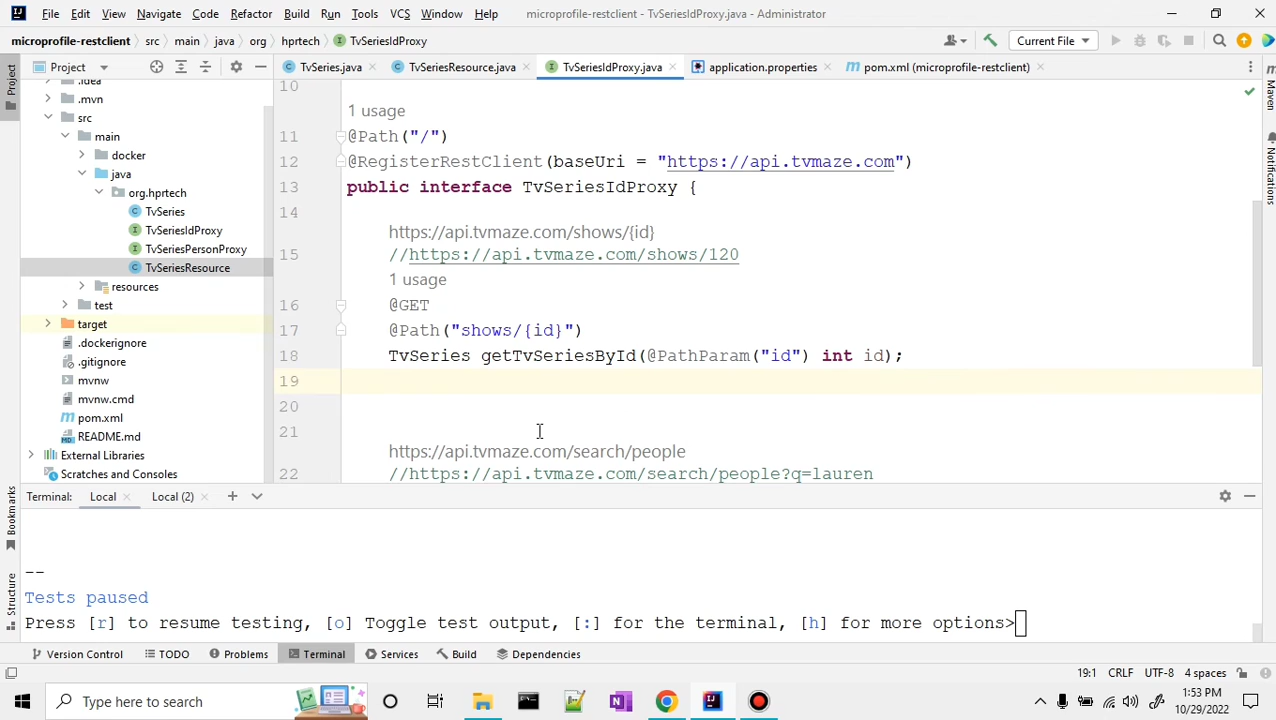 File Edit View Navigate Code Refactor Build Run Tools VCS Window Help microprofile-restclient - TvSeriesIdProxy.java - Administrator
microprofile-restclient src main java org hprtech TvSeriesIdProxy Current File
Project TvSeries.java TvSeriesResource.java TvSeriesIdProxy.java application.properties pom.xml (microprofile-restclient)
Project
Maven
Notifications
Bookmarks
Structure
.idea
.mvn
src
main
docker
java
org.hprtech
TvSeries
TvSeriesIdProxy
TvSeriesPersonProxy
TvSeriesResource
resources
test
target
.dockerignore
.gitignore
mvnw
mvnw.cmd
pom.xml
README.md
External Libraries
Scratches and Consoles
10
1 usage
11 @Path("/")
12 @RegisterRestClient(baseUri = "https://api.tvmaze.com")
13 public interface TvSeriesIdProxy {
14
https://api.tvmaze.com/shows/{id}
15 //https://api.tvmaze.com/shows/120
1 usage
16 @GET
17 @Path("shows/{id}")
18 TvSeries getTvSeriesById(@PathParam("id") int id);
19
20
21
https://api.tvmaze.com/search/people
22 //https://api.tvmaze.com/search/people?q=lauren
Terminal: Local Local (2)
--
Tests paused
Press [r] to resume testing, [o] Toggle test output, [:] for the terminal, [h] for more options>
Version Control TODO Problems Terminal Services Build Dependencies
19:1 CRLF UTF-8 4 spaces
Type here to search
1:53 
10/29/2022